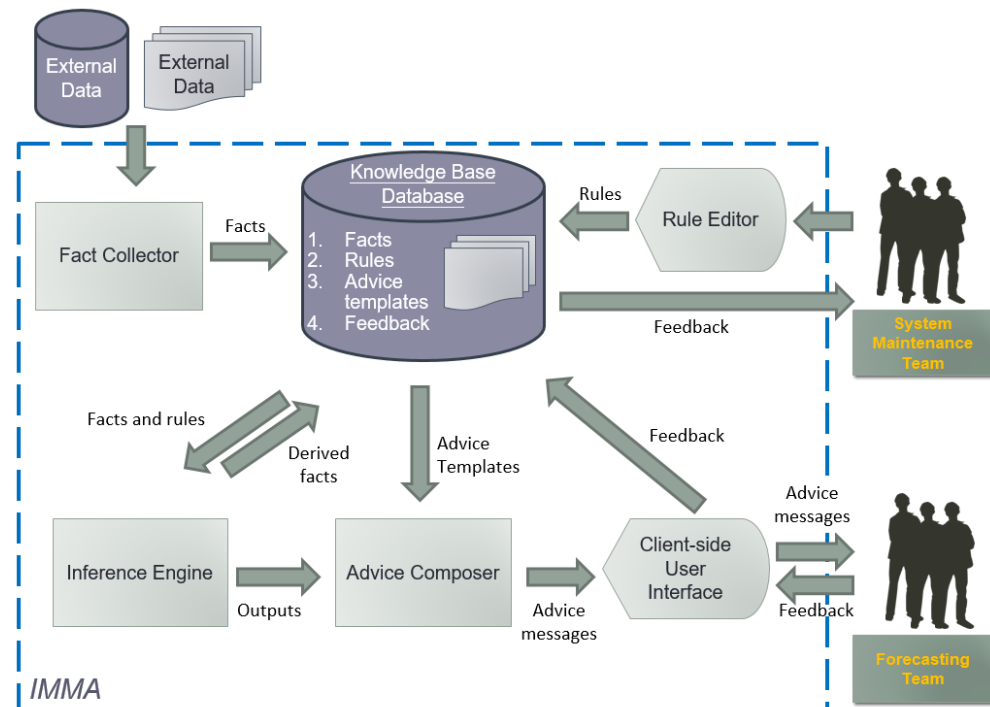 External
Data
External
Data
Knowledge Base
Database
1. Facts
2. Rules
3. Advice
templates
4. Feedback
Fact Collector
Facts
Rules
Rule Editor
Feedback
System
Maintenance
Team
Facts and rules
Derived
facts
Advice
Templates
Feedback
Advice
messages
Inference Engine
Outputs
Advice Composer
Advice
messages
Client-side
User
Interface
Feedback
Forecasting
Team
IMMA